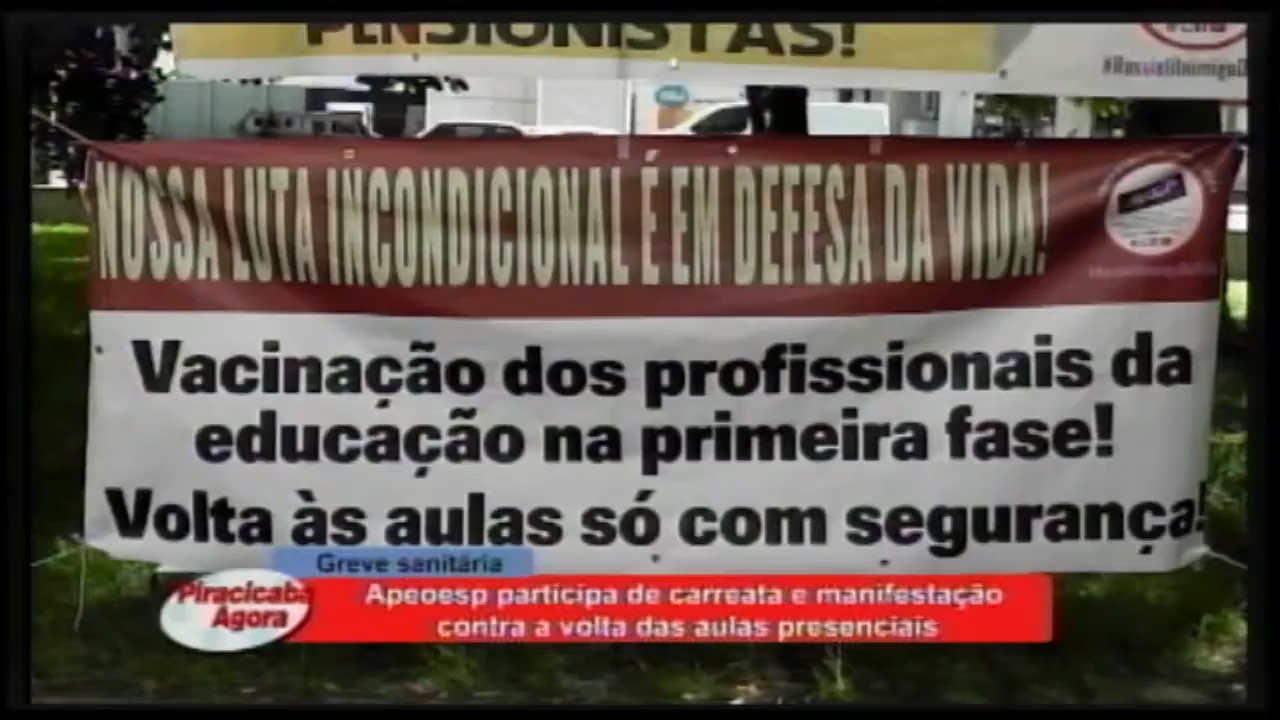 PENSIONISTAS!
NOSSA LUTA INCONDICIONAL É EM DEFESA DA VIDA!
Vacinação dos profissionais da
educação na primeira fase!
Volta às aulas só com segurança!
Greve sanitária
Piracicaba
Agora
Apeoesp participa de carreata e manifestação
contra a volta das aulas presenciais